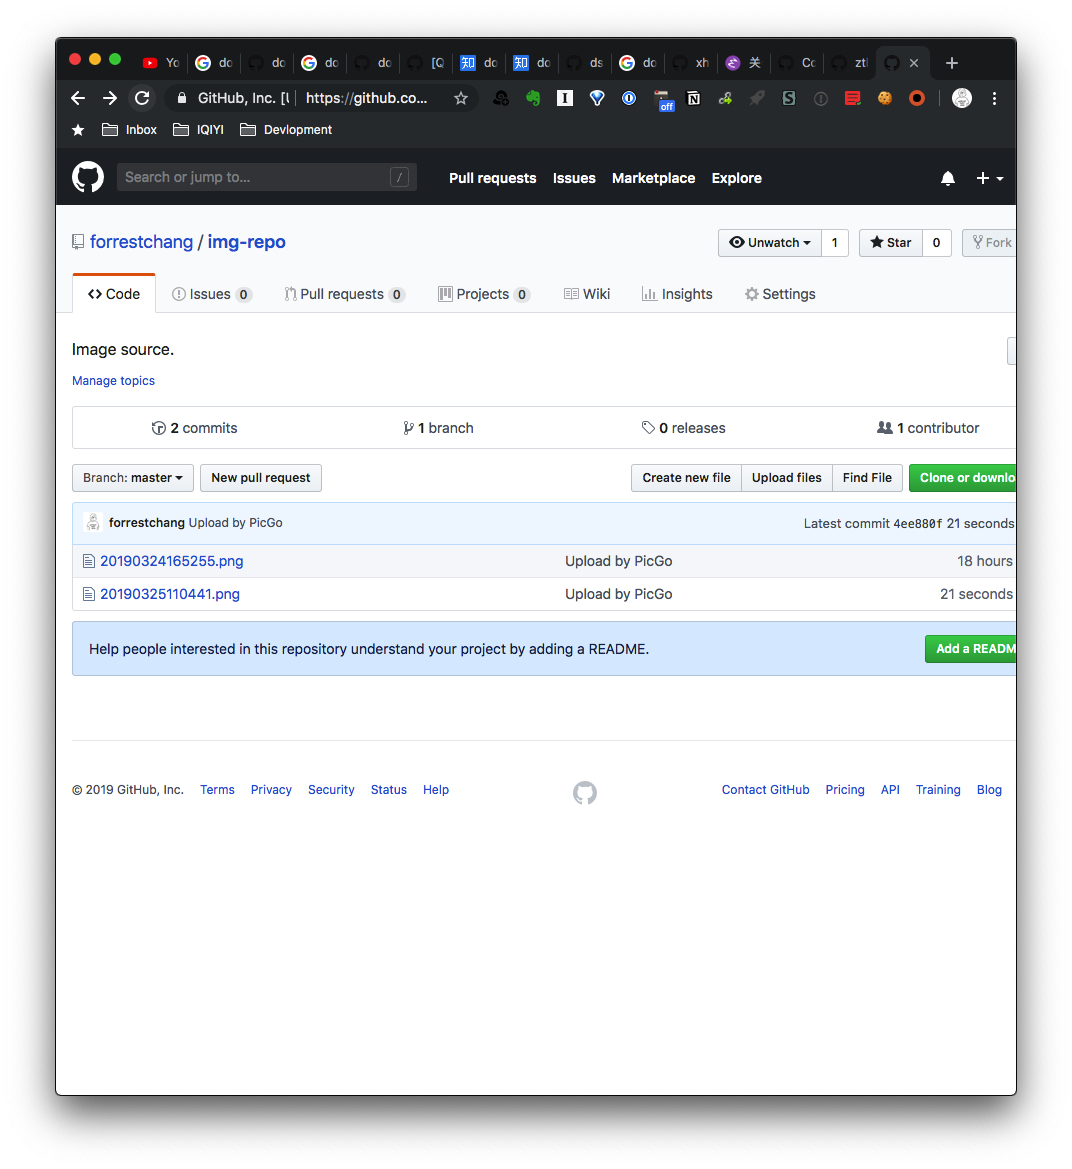 Yo do do do do [Q 知 do 知 do ds do xh 关 Co ztl
GitHub, Inc. [U https://github.co... off
Inbox IQIYI Devlopment
Search or jump to... / Pull requests Issues Marketplace Explore
forrestchang / img-repo Unwatch 1 Star 0 Fork
Code Issues 0 Pull requests 0 Projects 0 Wiki Insights Settings
Image source.
Manage topics
2 commits 1 branch 0 releases 1 contributor
Branch: master New pull request Create new file Upload files Find File Clone or downlo
forrestchang Upload by PicGo Latest commit 4ee880f 21 seconds
20190324165255.png Upload by PicGo 18 hours
20190325110441.png Upload by PicGo 21 seconds
Help people interested in this repository understand your project by adding a README. Add a READM
© 2019 GitHub, Inc. Terms Privacy Security Status Help Contact GitHub Pricing API Training Blog